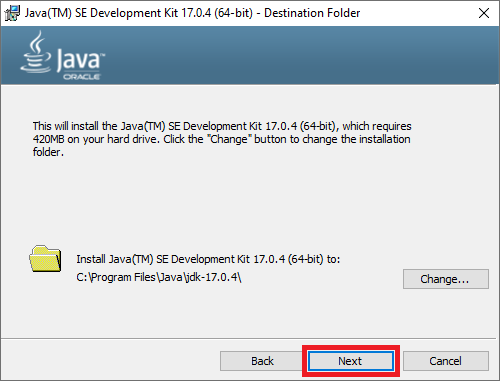 Java(TM) SE Development Kit 17.0.4 (64-bit) - Destination Folder
Java™
ORACLE
This will install the Java(TM) SE Development Kit 17.0.4 (64-bit), which requires
420MB on your hard drive. Click the "Change" button to change the installation
folder.
Install Java(TM) SE Development Kit 17.0.4 (64-bit) to:
C:\Program Files\Java\jdk-17.0.4\
Change...
Back Next Cancel